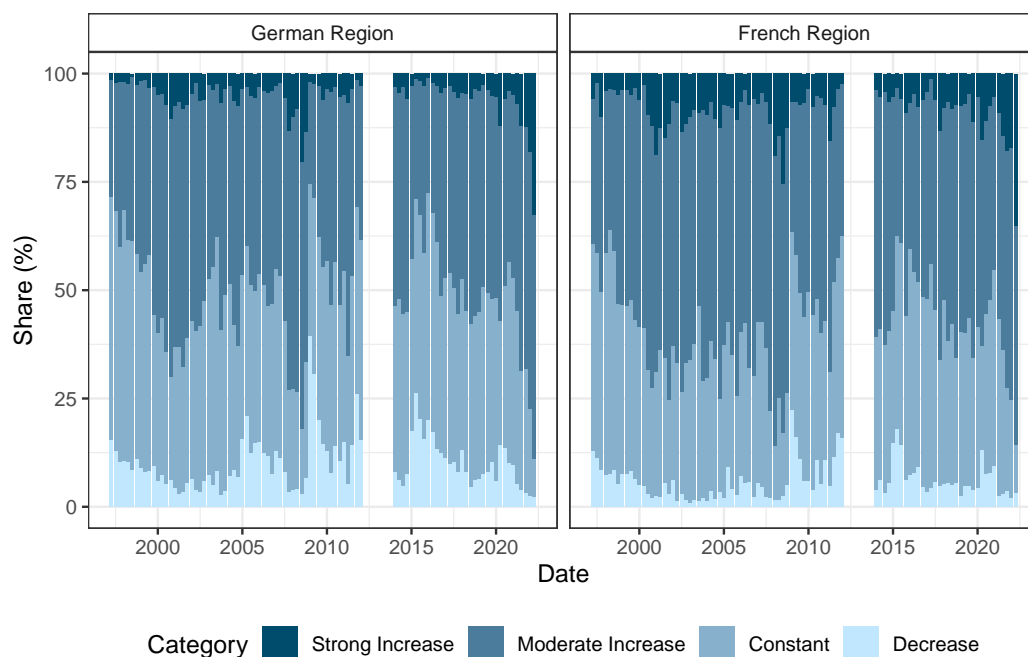 German Region
French Region
100
75
50
25
0
Share (%)
2000
2005
2010
2015
2020
2000
2005
2010
2015
2020
Date
Category
Strong Increase
Moderate Increase
Constant
Decrease